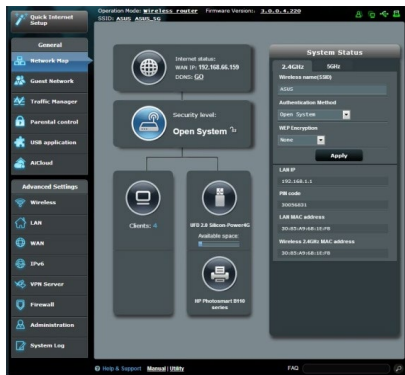 Quick Internet Setup
Operation Mode: Wireless router Firmware Version: 3.0.0.4.220
SSID: ASUS ASUS_5G
General
Network Map
Guest Network
Traffic Manager
Parental control
USB application
AiCloud
Advanced Settings
Wireless
LAN
WAN
IPv6
VPN Server
Firewall
Administration
System Log
Internet status:
WAN IP: 192.168.66.159
DDNS: GO
Security level:
Open System
Clients: 4
UFD 2.0 Silicon-Power4G
Available space:
HP Photosmart B110 series
System Status
2.4GHz 5GHz
Wireless name(SSID)
ASUS
Authentication Method
Open System
WEP Encryption
None
Apply
LAN IP
192.168.1.1
PIN code
LAN MAC address
Wireless 2.4GHz MAC address
Help & Support Manual | Utility
FAQ